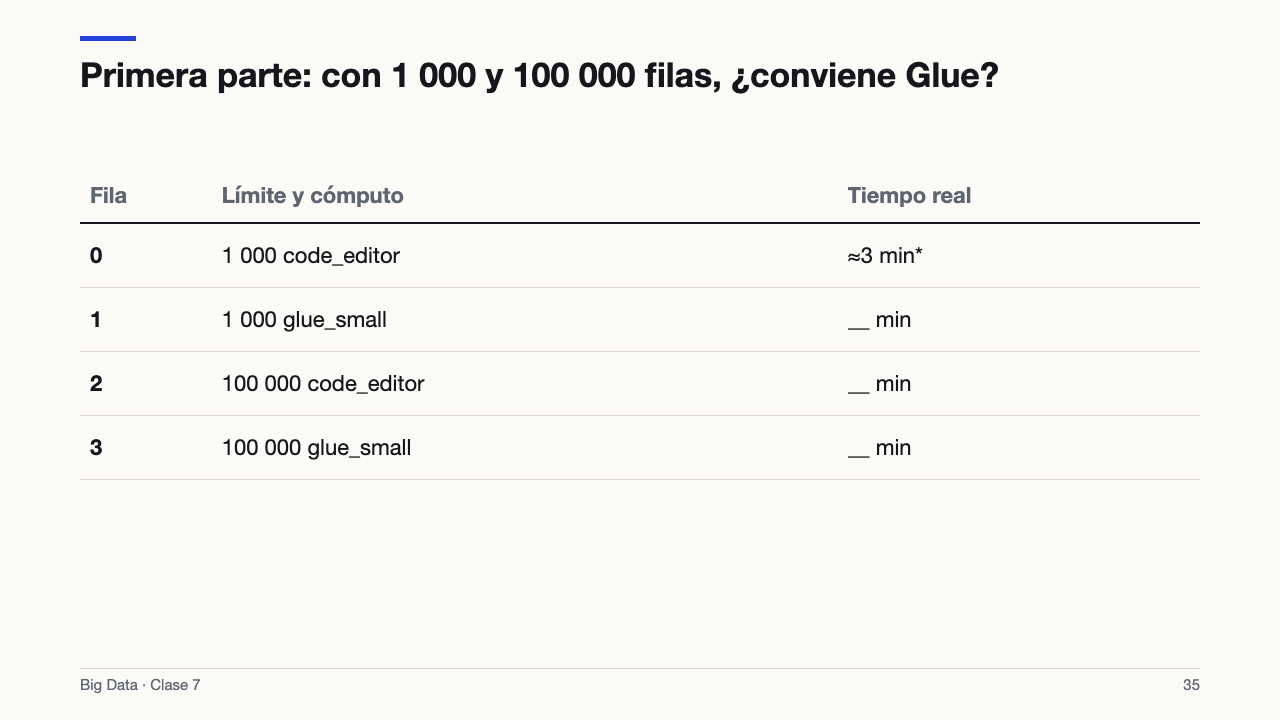 Primera parte: con 1 000 y 100 000 filas, ¿conviene Glue?
Fila Límite y cómputo Tiempo real
0 1 000 code_editor ≈3 min*
1 1 000 glue_small __ min
2 100 000 code_editor __ min
3 100 000 glue_small __ min
Big Data · Clase 7 35